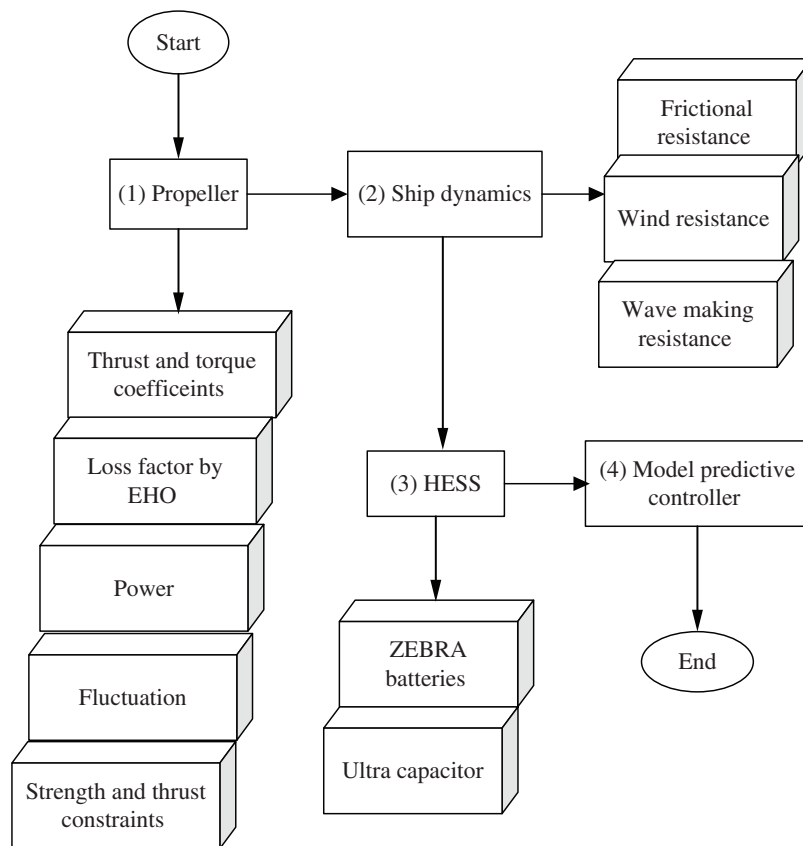 Start
(1) Propeller
(2) Ship dynamics
Frictional
resistance
Wind resistance
Wave making
resistance
Thrust and torque
coefficeints
Loss factor by
EHO
Power
Fluctuation
Strength and thrust
constraints
(3) HESS
(4) Model predictive
controller
ZEBRA
batteries
Ultra capacitor
End